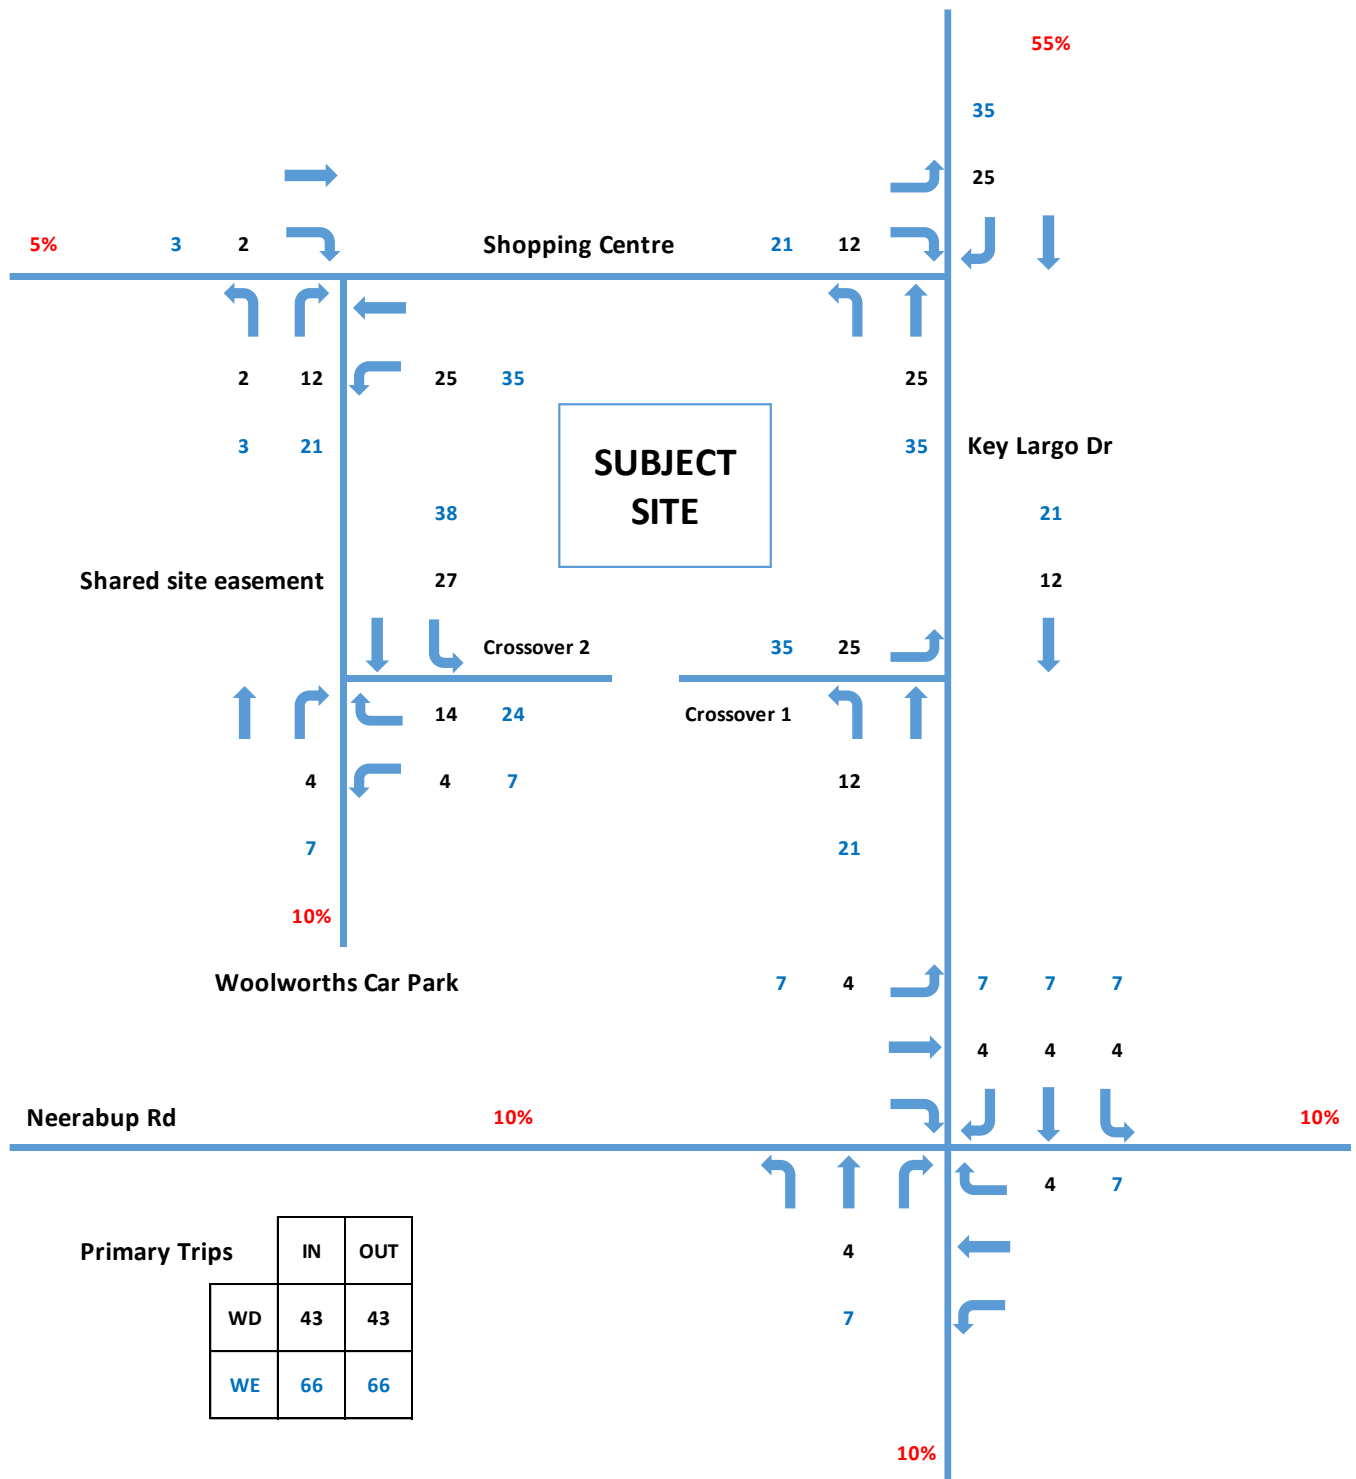 55%
35
25
5% 3 2 Shopping Centre 21 12
2 12 25 35 25
3 21 35 Key Largo Dr
SUBJECT
SITE
38 21
Shared site easement 27 12
Crossover 2 35 25
14 24 Crossover 1
4 4 7 12
7 21
10%
Woolworths Car Park 7 4 7 7 7
4 4 4
Neerabup Rd 10% 10%
4 7
Primary Trips IN OUT 4
WD 43 43 7
WE 66 66
10%